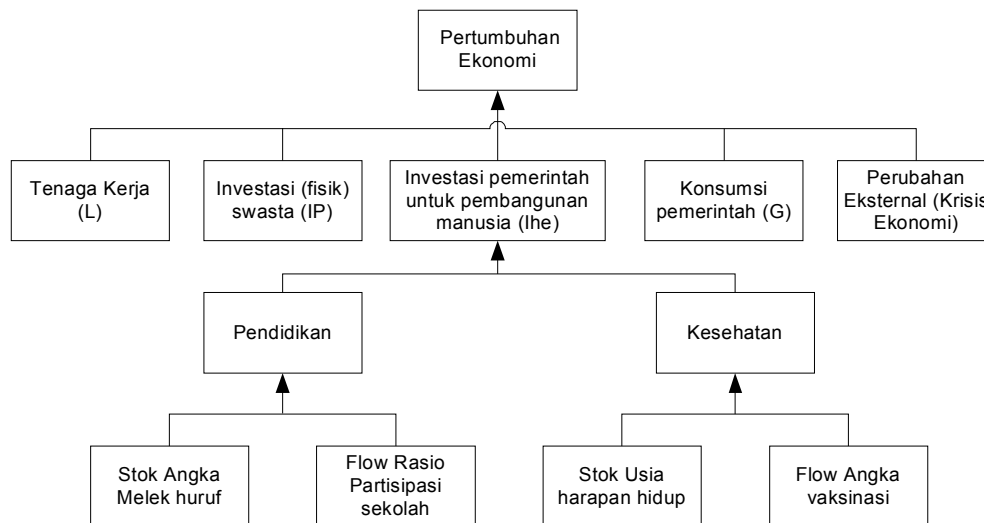 Pertumbuhan
Ekonomi
Tenaga Kerja
(L)
Investasi (fisik)
swasta (IP)
Investasi pemerintah
untuk pembangunan
manusia (Ihe)
Konsumsi
pemerintah (G)
Perubahan
Eksternal (Krisis
Ekonomi)
Pendidikan
Kesehatan
Stok Angka
Melek huruf
Flow Rasio
Partisipasi
sekolah
Stok Usia
harapan hidup
Flow Angka
vaksinasi